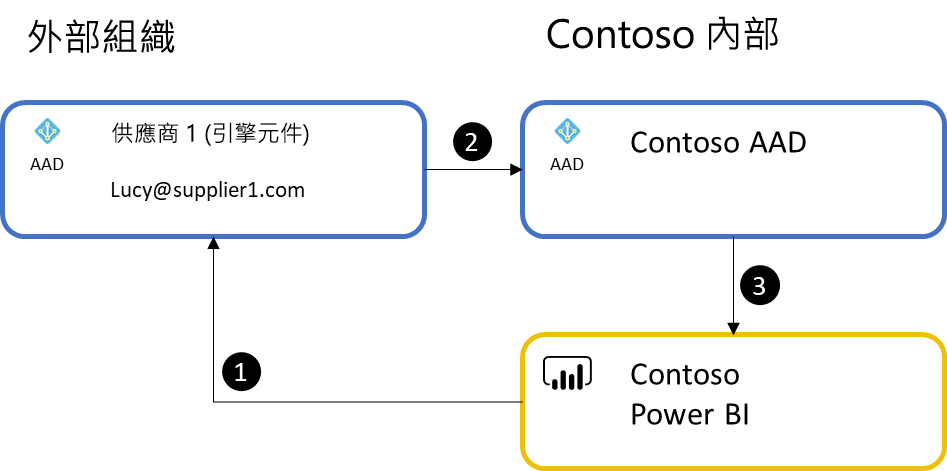 外部組織
Contoso 內部
供應商 1 (引擎元件)
AAD
Lucy@supplier1.com
2
Contoso AAD
AAD
3
1
Contoso
Power BI